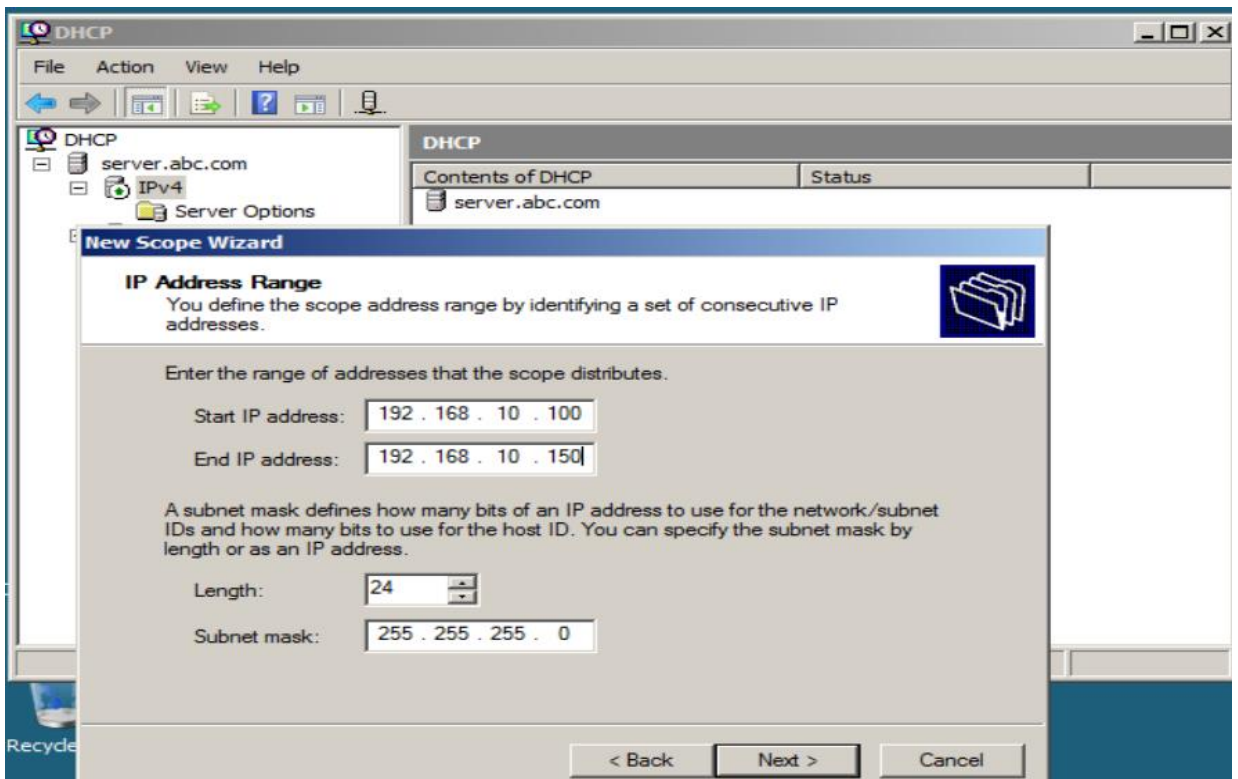 DHCP
File Action View Help
DHCP
server.abc.com
IPv4
Server Options
DHCP
Contents of DHCP Status
server.abc.com
New Scope Wizard
IP Address Range
You define the scope address range by identifying a set of consecutive IP
addresses.
Enter the range of addresses that the scope distributes.
Start IP address: 192 . 168 . 10 . 100
End IP address: 192 . 168 . 10 . 150
A subnet mask defines how many bits of an IP address to use for the network/subnet
IDs and how many bits to use for the host ID. You can specify the subnet mask by
length or as an IP address.
Length: 24
Subnet mask: 255 . 255 . 255 . 0
Recycle
< Back Next > Cancel